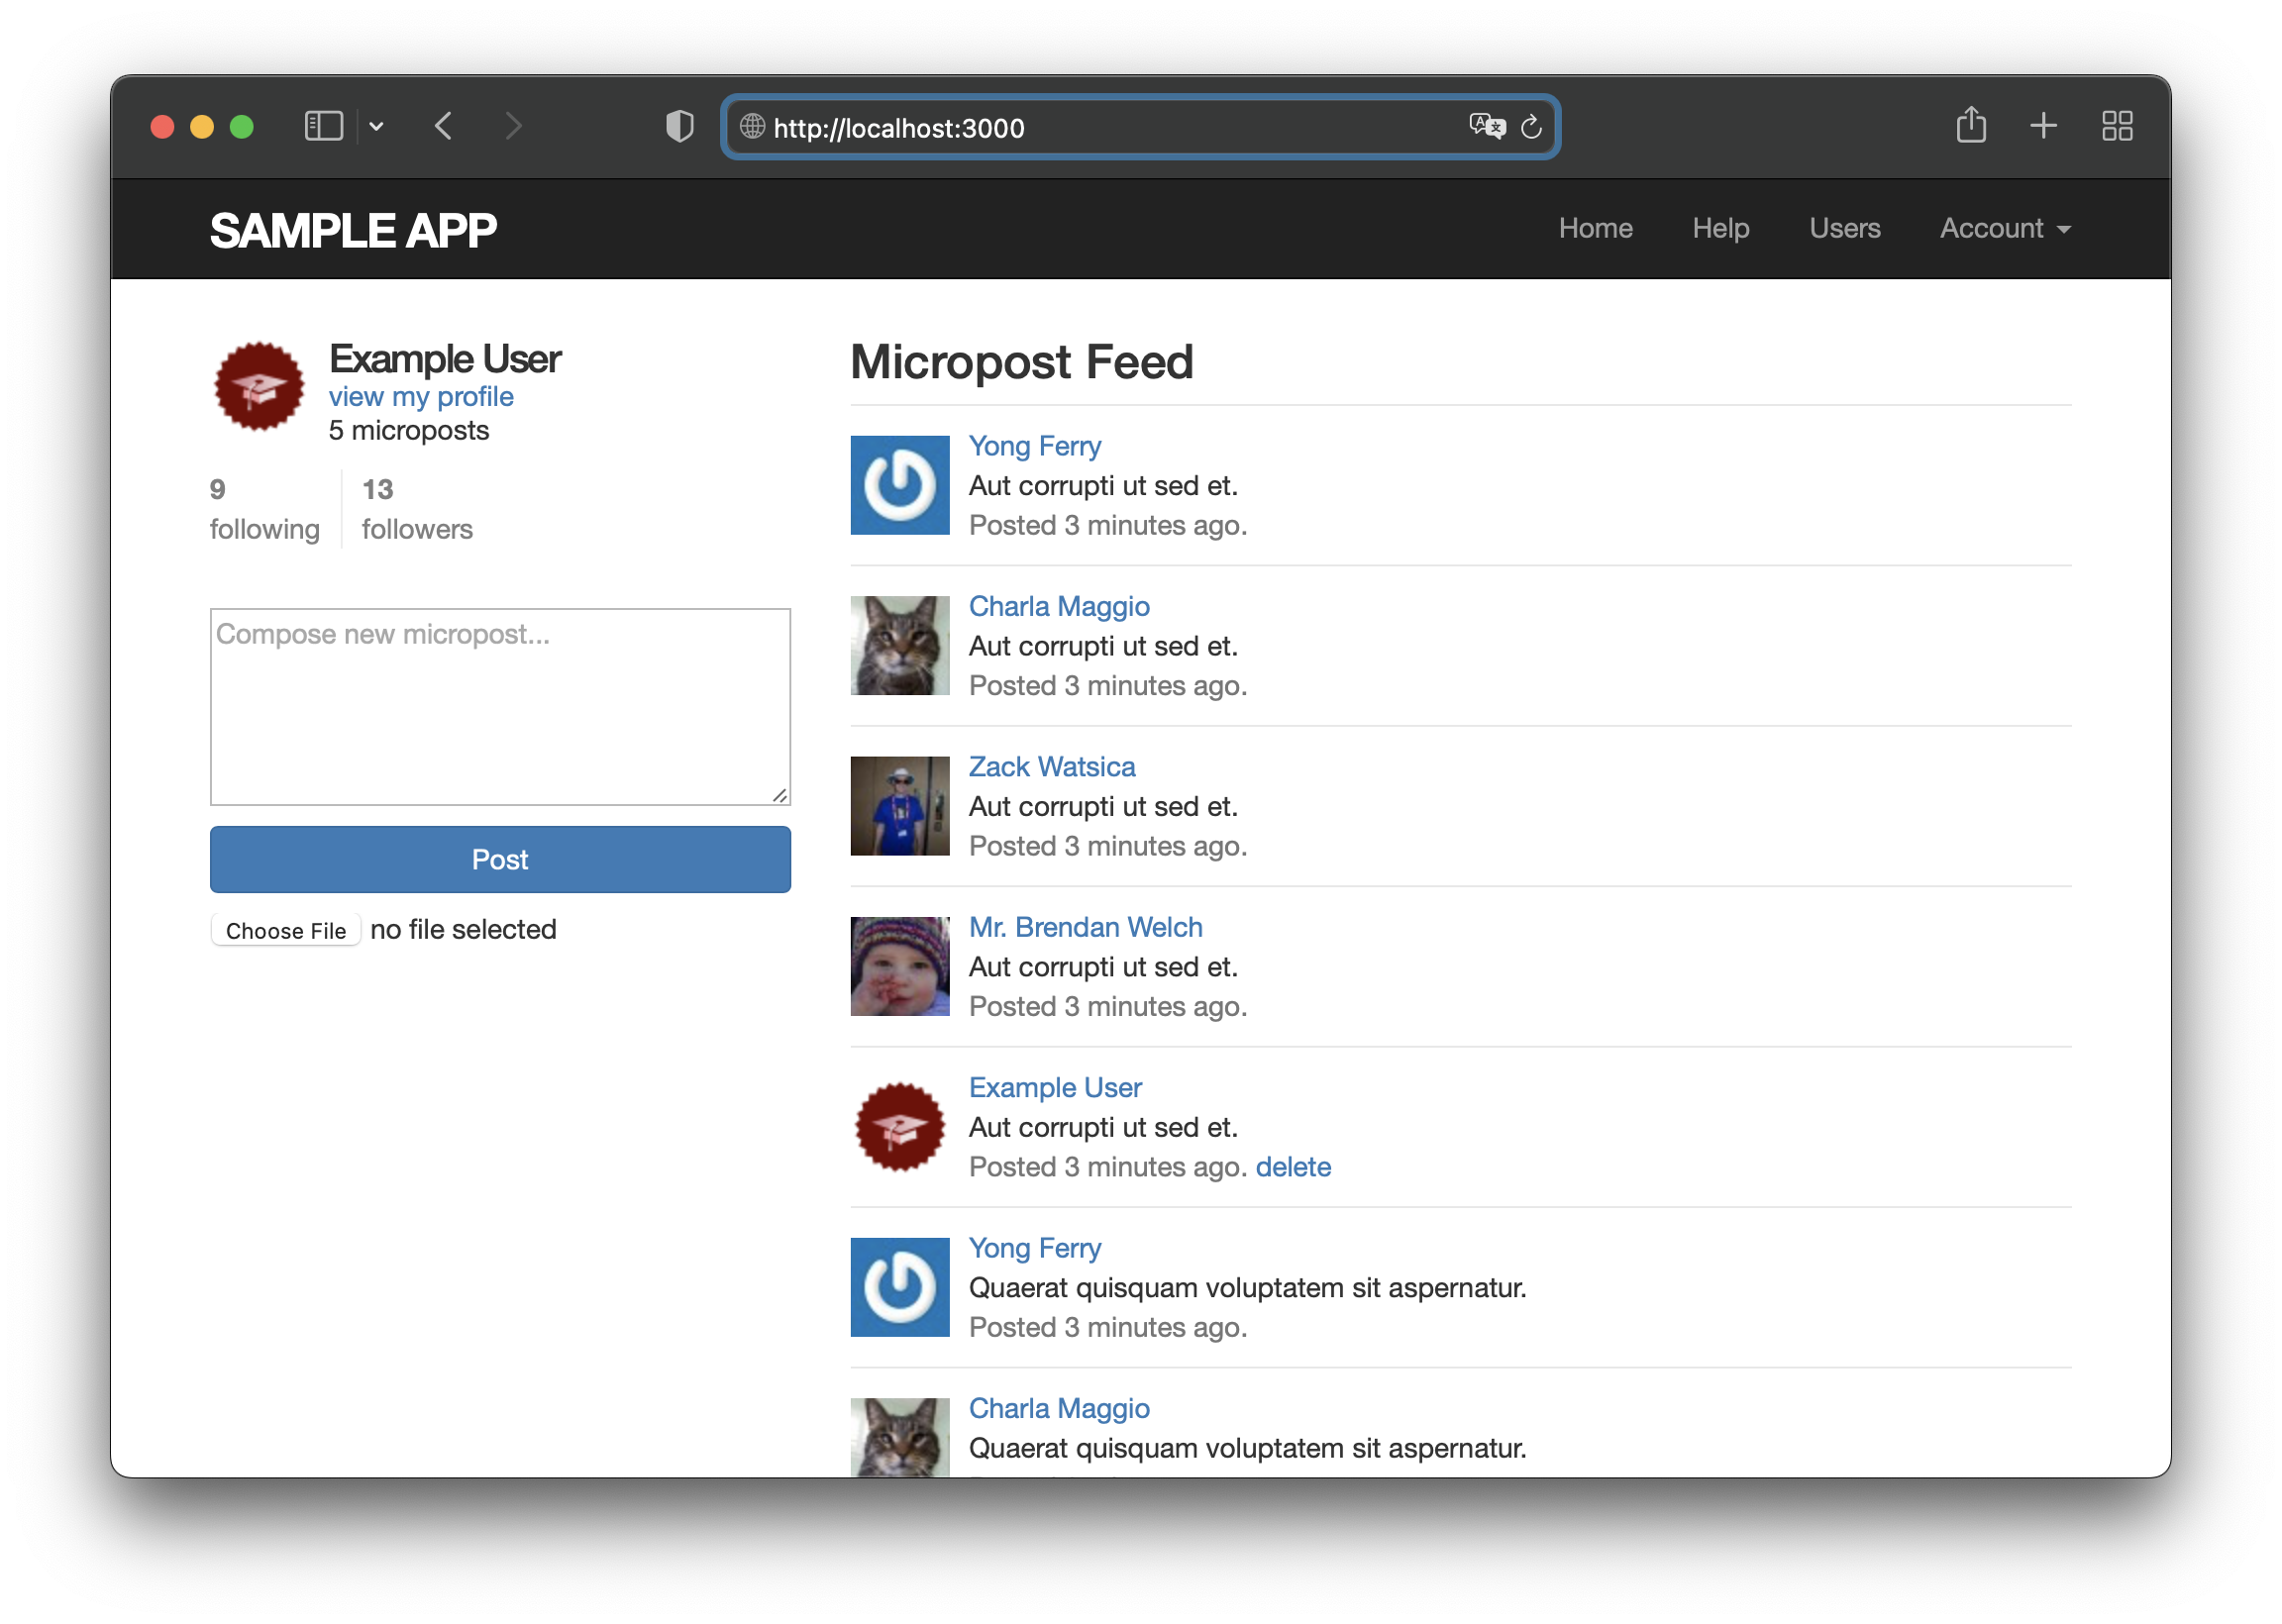 http://localhost:3000
SAMPLE APP
Home Help Users Account
Example User
view my profile
5 microposts
9 following
13 followers
Compose new micropost...
Post
Choose File no file selected
Micropost Feed
Yong Ferry
Aut corrupti ut sed et.
Posted 3 minutes ago.
Charla Maggio
Aut corrupti ut sed et.
Posted 3 minutes ago.
Zack Watsica
Aut corrupti ut sed et.
Posted 3 minutes ago.
Mr. Brendan Welch
Aut corrupti ut sed et.
Posted 3 minutes ago.
Example User
Aut corrupti ut sed et.
Posted 3 minutes ago. delete
Yong Ferry
Quaerat quisquam voluptatem sit aspernatur.
Posted 3 minutes ago.
Charla Maggio
Quaerat quisquam voluptatem sit aspernatur.